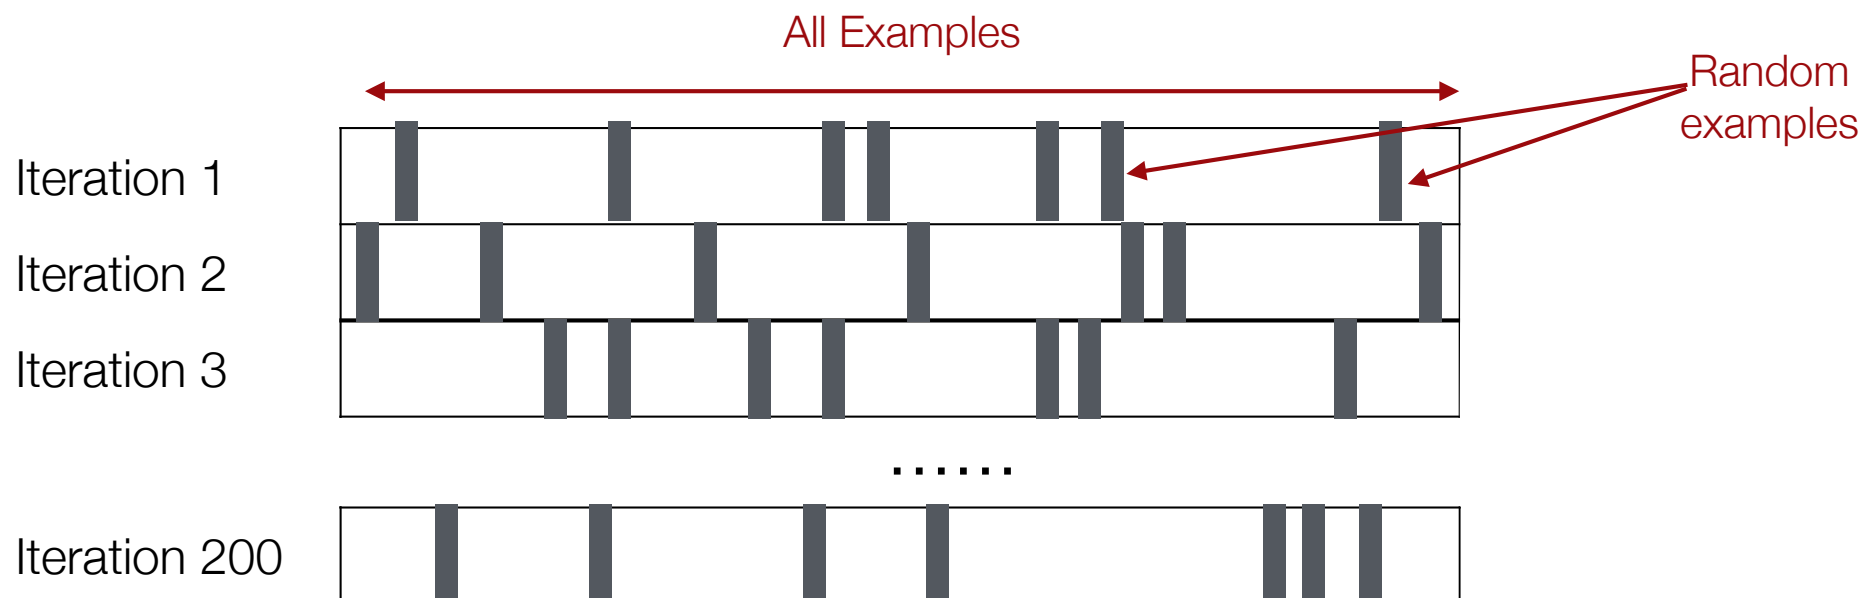 All Examples
Random
examples
Iteration 1
Iteration 2
Iteration 3
......
Iteration 200